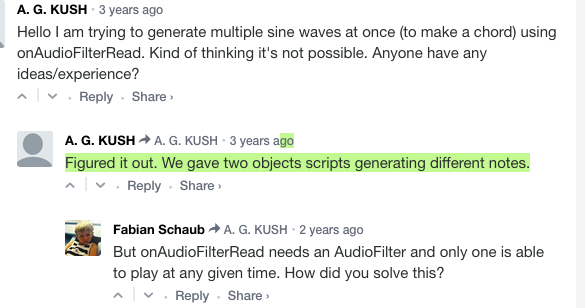 A. G. KUSH · 3 years ago
Hello I am trying to generate multiple sine waves at once (to make a chord) using
onAudioFilterRead. Kind of thinking it's not possible. Anyone have any
ideas/experience?
Reply · Share ›
A. G. KUSH A. G. KUSH · 3 years ago
Figured it out. We gave two objects scripts generating different notes.
Reply · Share ›
Fabian Schaub A. G. KUSH · 2 years ago
But onAudioFilterRead needs an AudioFilter and only one is able
to play at any given time. How did you solve this?
Reply · Share ›